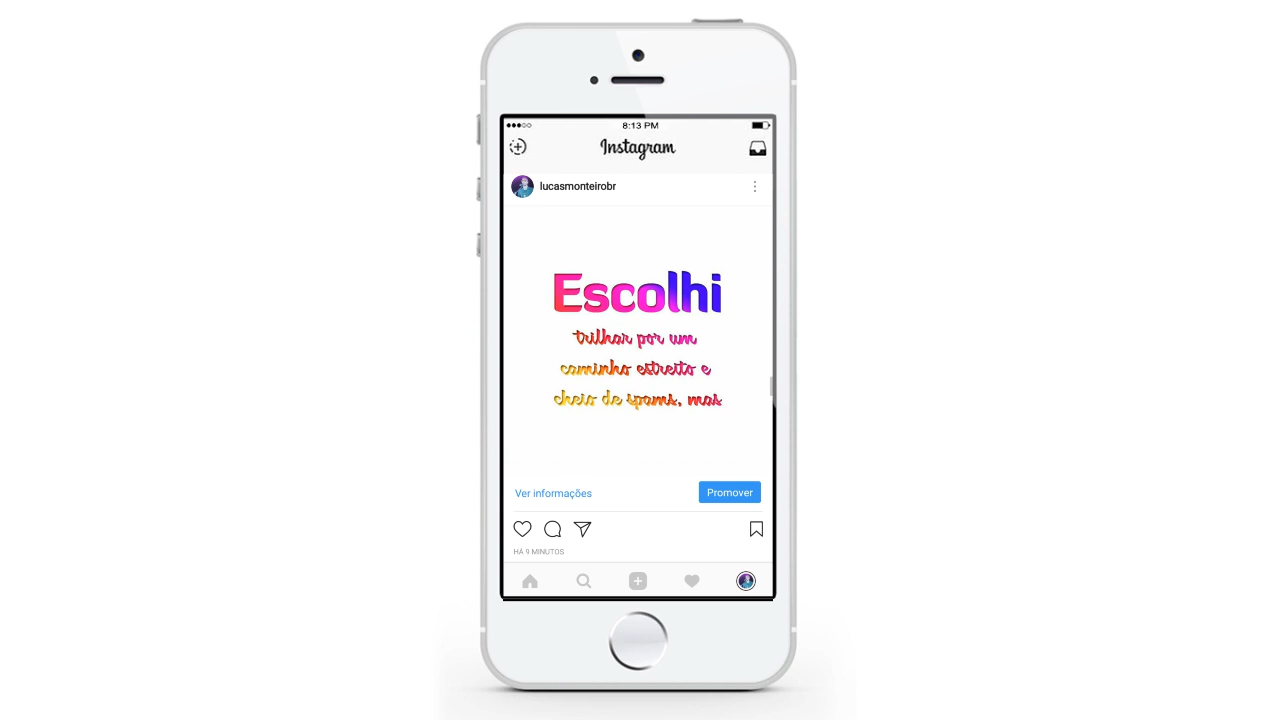 8:13 PM
Instagram
lucasmonteirobr
Escolhi
trilhar por um
caminho estreito e
cheio de spams, mas
Ver informações
Promover
HÁ 9 MINUTOS